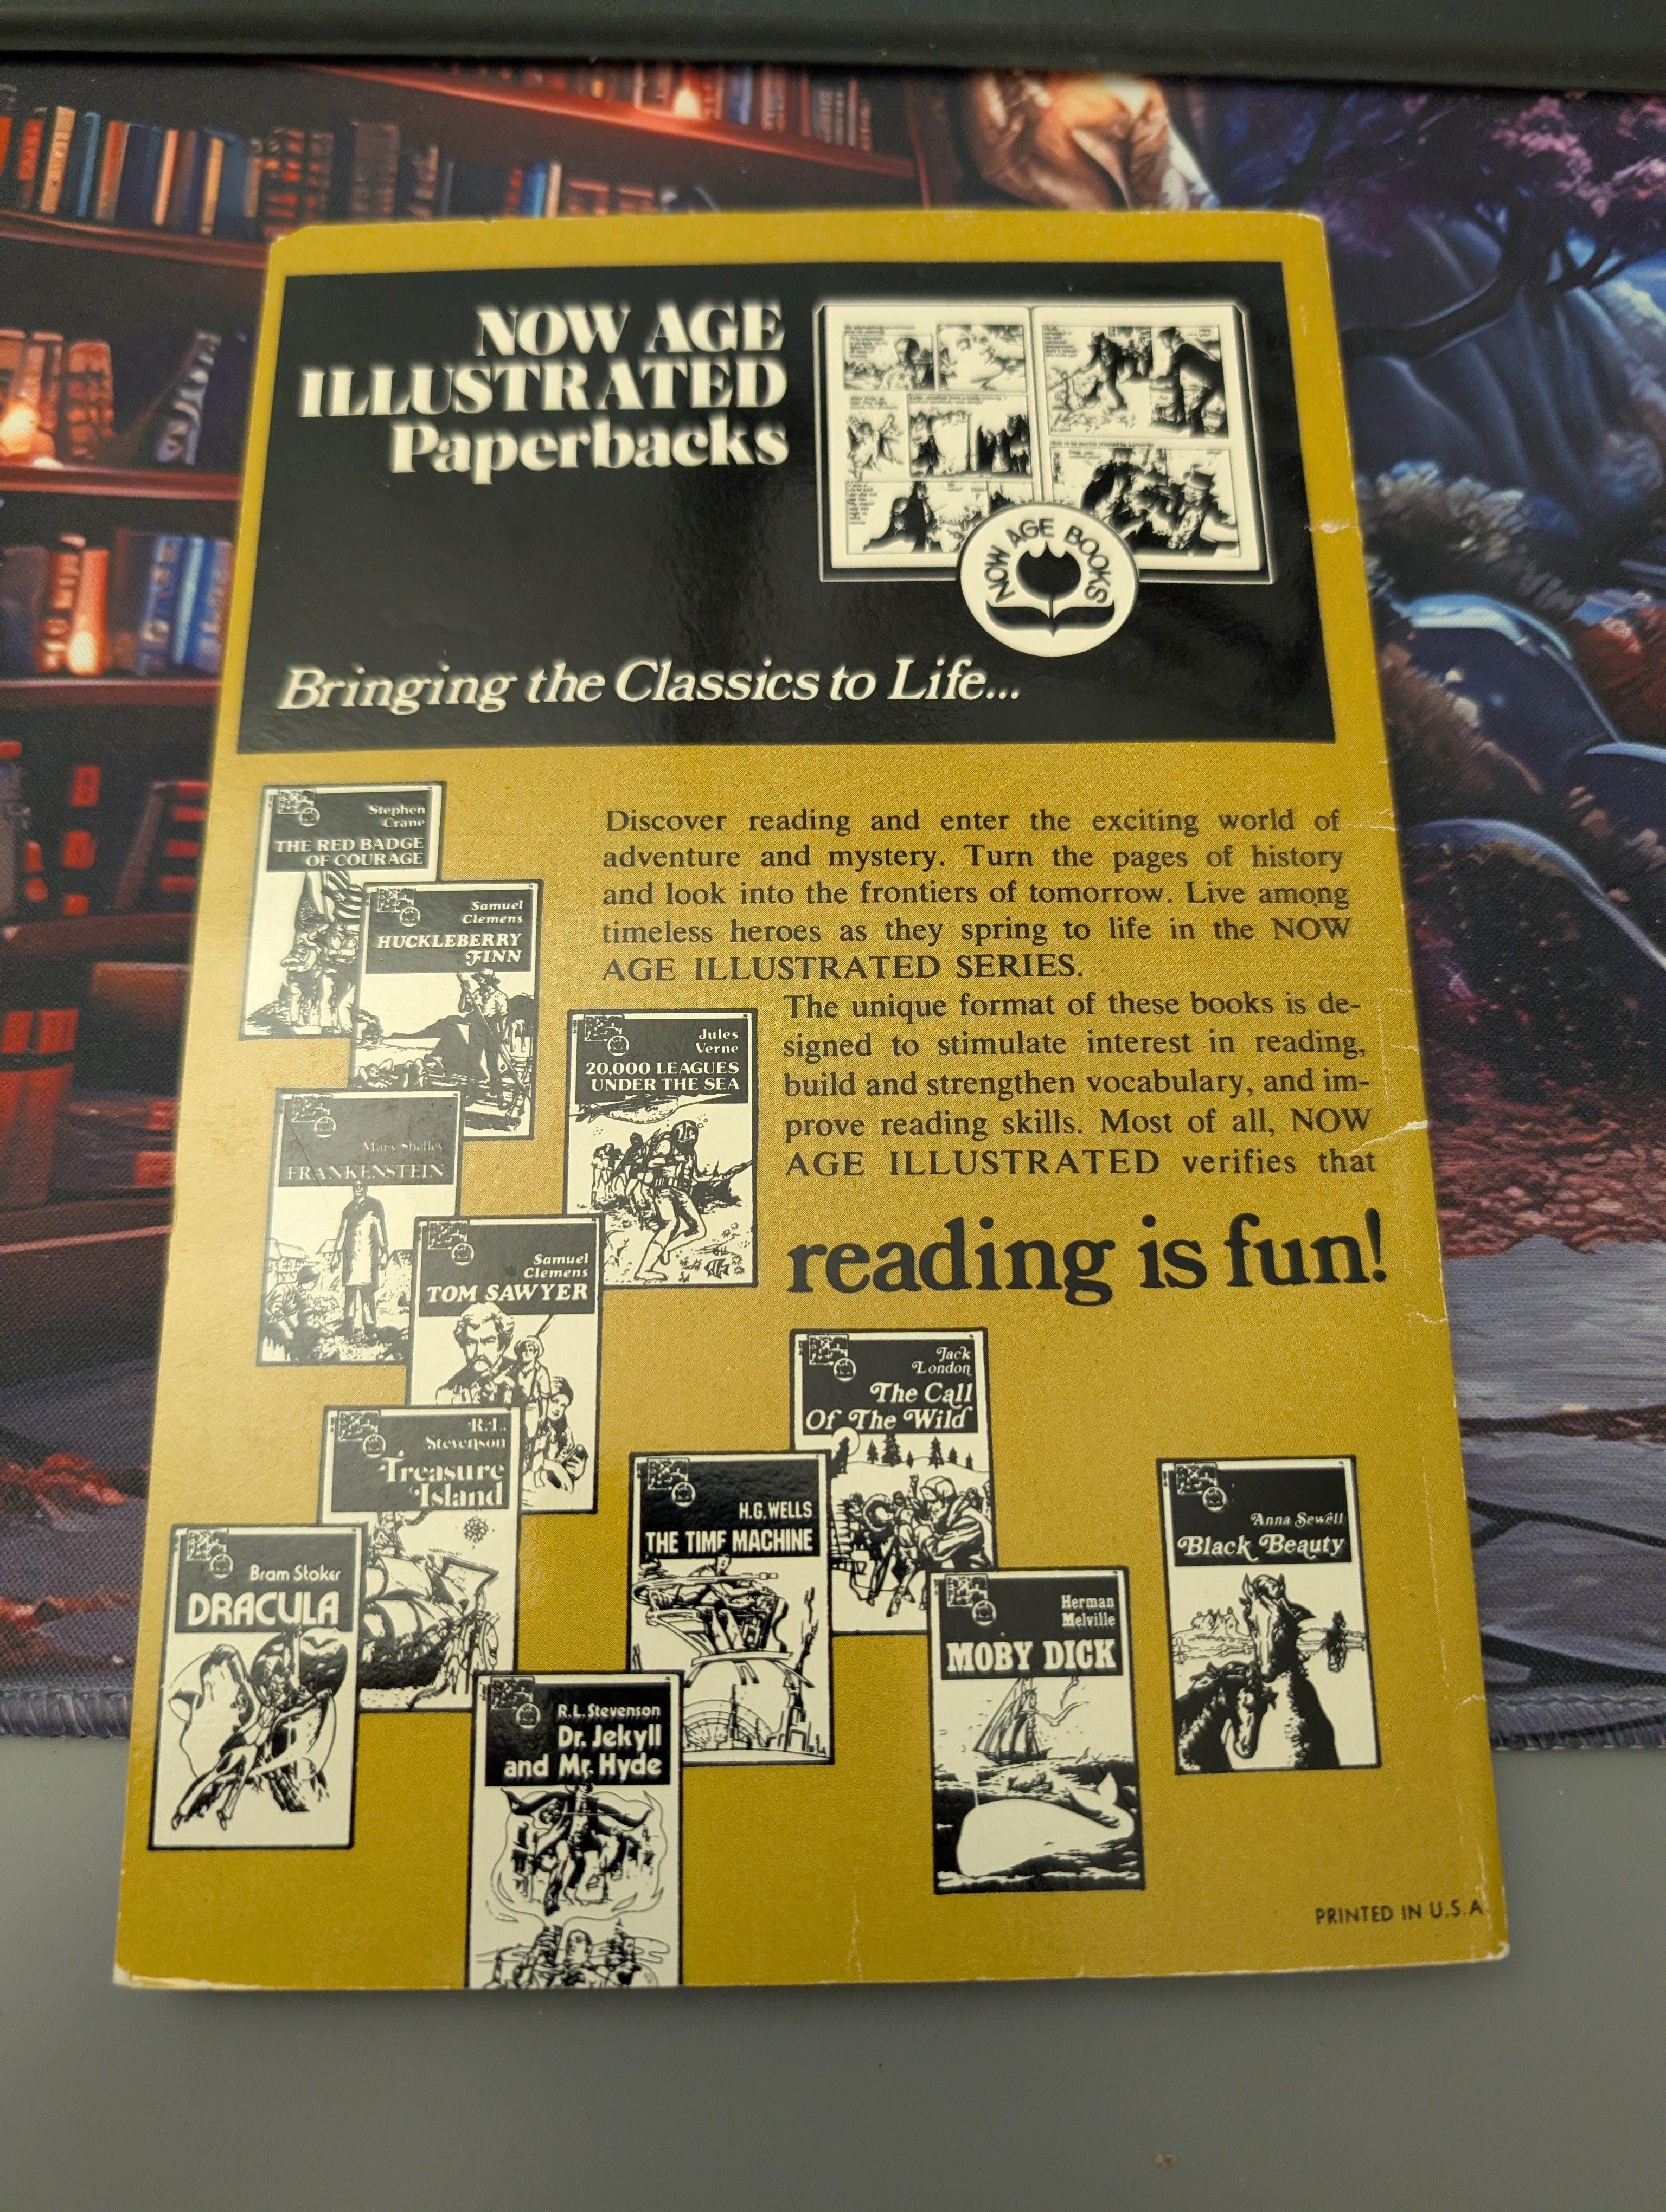 NOW AGE
ILLUSTRATED
Paperbacks
NOW AGE BOOKS
Bringing the Classics to Life...
Discover reading and enter the exciting world of
adventure and mystery. Turn the pages of history
and look into the frontiers of tomorrow. Live among
timeless heroes as they spring to life in the NOW
AGE ILLUSTRATED SERIES.
The unique format of these books is de-
signed to stimulate interest in reading,
build and strengthen vocabulary, and im-
prove reading skills. Most of all, NOW
AGE ILLUSTRATED verifies that
reading is fun!
Stephen
Crane
THE RED BADGE
OF COURAGE
Samuel
Clemens
HUCKLEBERRY
FINN
Jules
Verne
20,000 LEAGUES
UNDER THE SEA
Mary Shelley
FRANKENSTEIN
Samuel
Clemens
TOM SAWYER
R.L.
Stevenson
Treasure
Island
Jack
London
The Call
Of The Wild
H.G. WELLS
THE TIME MACHINE
Anna Sewell
Black Beauty
Bram Stoker
DRACULA
Herman
Melville
MOBY DICK
R.L. Stevenson
Dr. Jekyll
and Mr. Hyde
PRINTED IN U.S.A